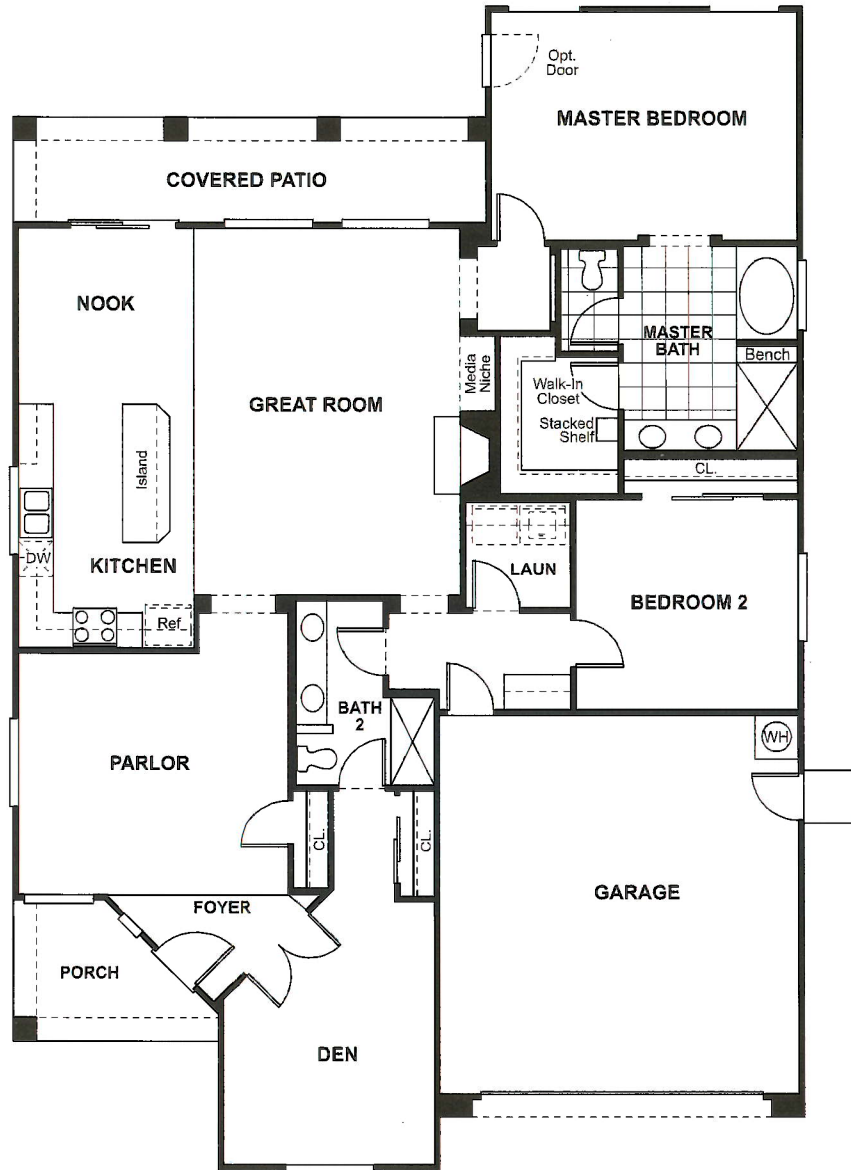 Opt.
Door
MASTER BEDROOM
COVERED PATIO
NOOK
MASTER
BATH
Bench
Media
Niche
Walk-In
Closet
GREAT ROOM
Stacked
Shelf
Island
CL.
DW
KITCHEN
LAUN
BEDROOM 2
Ref.
BATH
2
WH
PARLOR
CL.
CL.
GARAGE
FOYER
PORCH
DEN